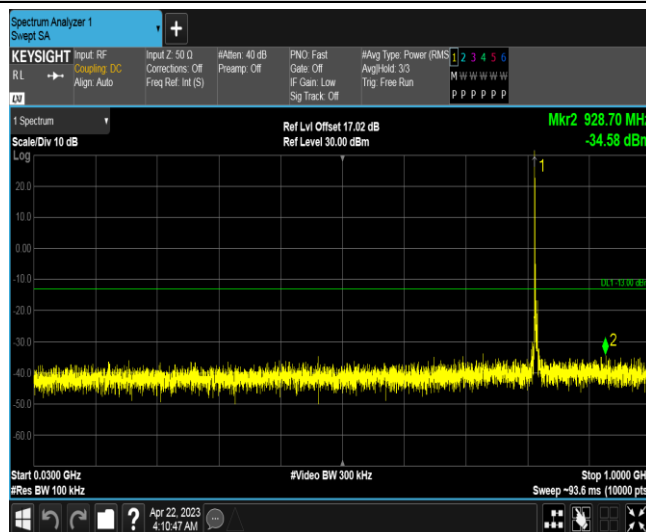 Spectrum Analyzer 1
Swept SA
KEYSIGHT
RL
LXI
Input: RF
Coupling: DC
Align: Auto
Input Z: 50 Ω
Corrections: Off
Freq Ref: Int (S)
#Atten: 40 dB
Preamp: Off
PNO: Fast
Gate: Off
IF Gain: Low
Sig Track: Off
#Avg Type: Power (RMS
Avg|Hold: 3/3
Trig: Free Run
1 2 3 4 5 6
M W W W W W
P P P P P P
1 Spectrum
Scale/Div 10 dB
Log
Ref Lvl Offset 17.02 dB
Ref Level 30.00 dBm
Mkr2 928.70 MHz
-34.58 dBm
1
20.0
10.0
0.00
-10.0
DL1 -13.00 dBm
-20.0
-30.0
2
-40.0
-50.0
-60.0
Start 0.0300 GHz
#Res BW 100 kHz
#Video BW 300 kHz
Stop 1.0000 GH
Sweep ~93.6 ms (10000 pts
?
Apr 22, 2023
4:10:47 AM